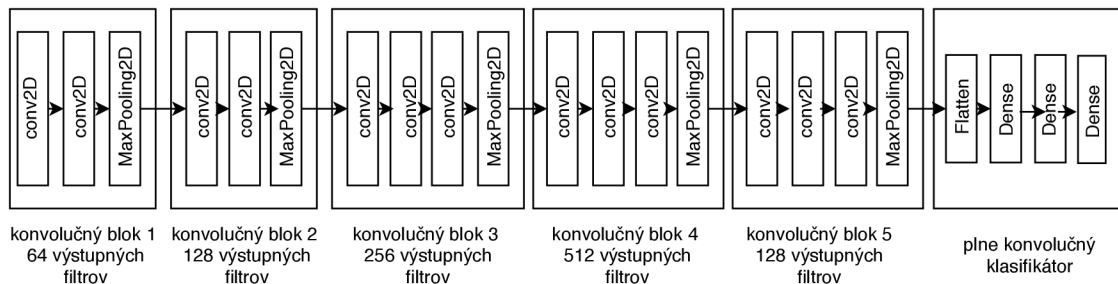 conv2D
conv2D
MaxPooling2D
conv2D
conv2D
MaxPooling2D
conv2D
conv2D
conv2D
MaxPooling2D
conv2D
conv2D
conv2D
MaxPooling2D
conv2D
conv2D
conv2D
MaxPooling2D
Flatten
Dense
Dense
Dense
konvolučný blok 1
64 výstupných
filtrov
konvolučný blok 2
128 výstupných
filtrov
konvolučný blok 3
256 výstupných
filtrov
konvolučný blok 4
512 výstupných
filtrov
konvolučný blok 5
128 výstupných
filtrov
plne konvolučný
klasifikátor